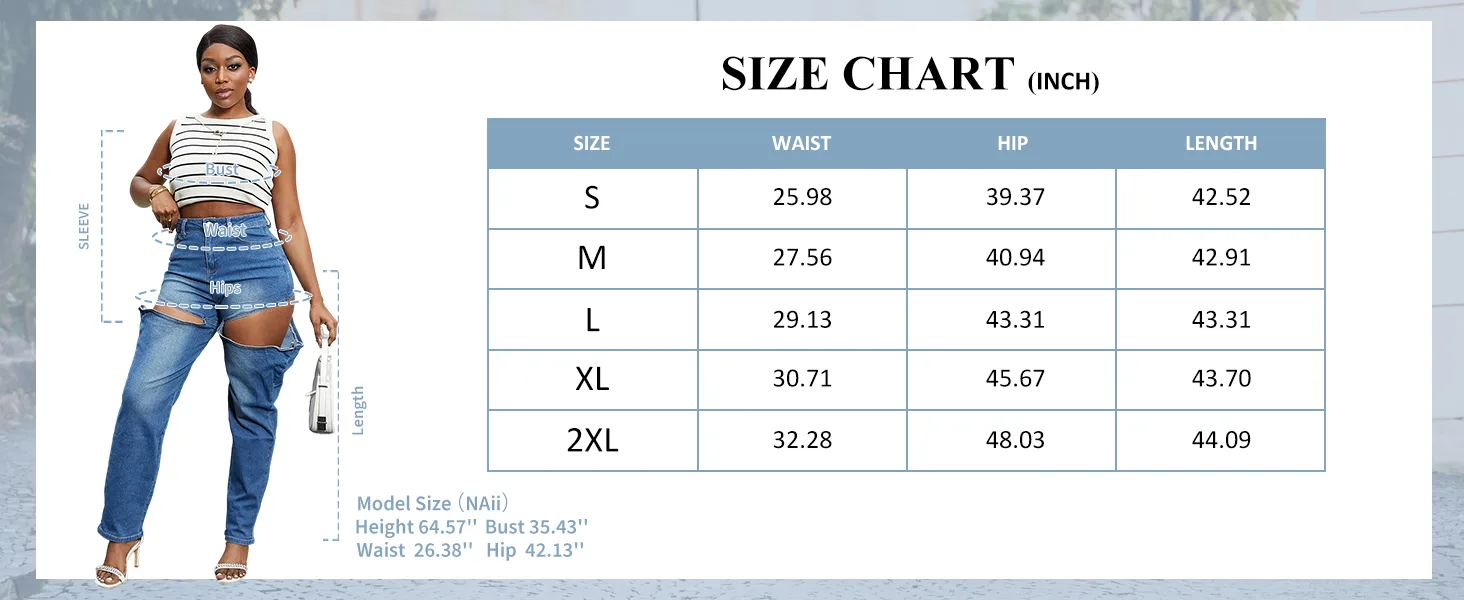 SIZE CHART (INCH)
SIZE WAIST HIP LENGTH
S 25.98 39.37 42.52
M 27.56 40.94 42.91
L 29.13 43.31 43.31
XL 30.71 45.67 43.70
2XL 32.28 48.03 44.09
SLEEVE
Bust
Waist
Hips
Length
Model Size (NAii)
Height 64.57'' Bust 35.43''
Waist 26.38'' Hip 42.13''